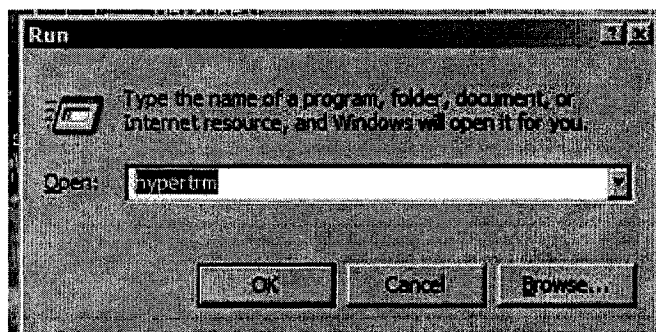 Run
Type the name of a program, folder, document, or
Internet resource, and Windows will open it for you.
Open: hypertrm
OK Cancel Browse...